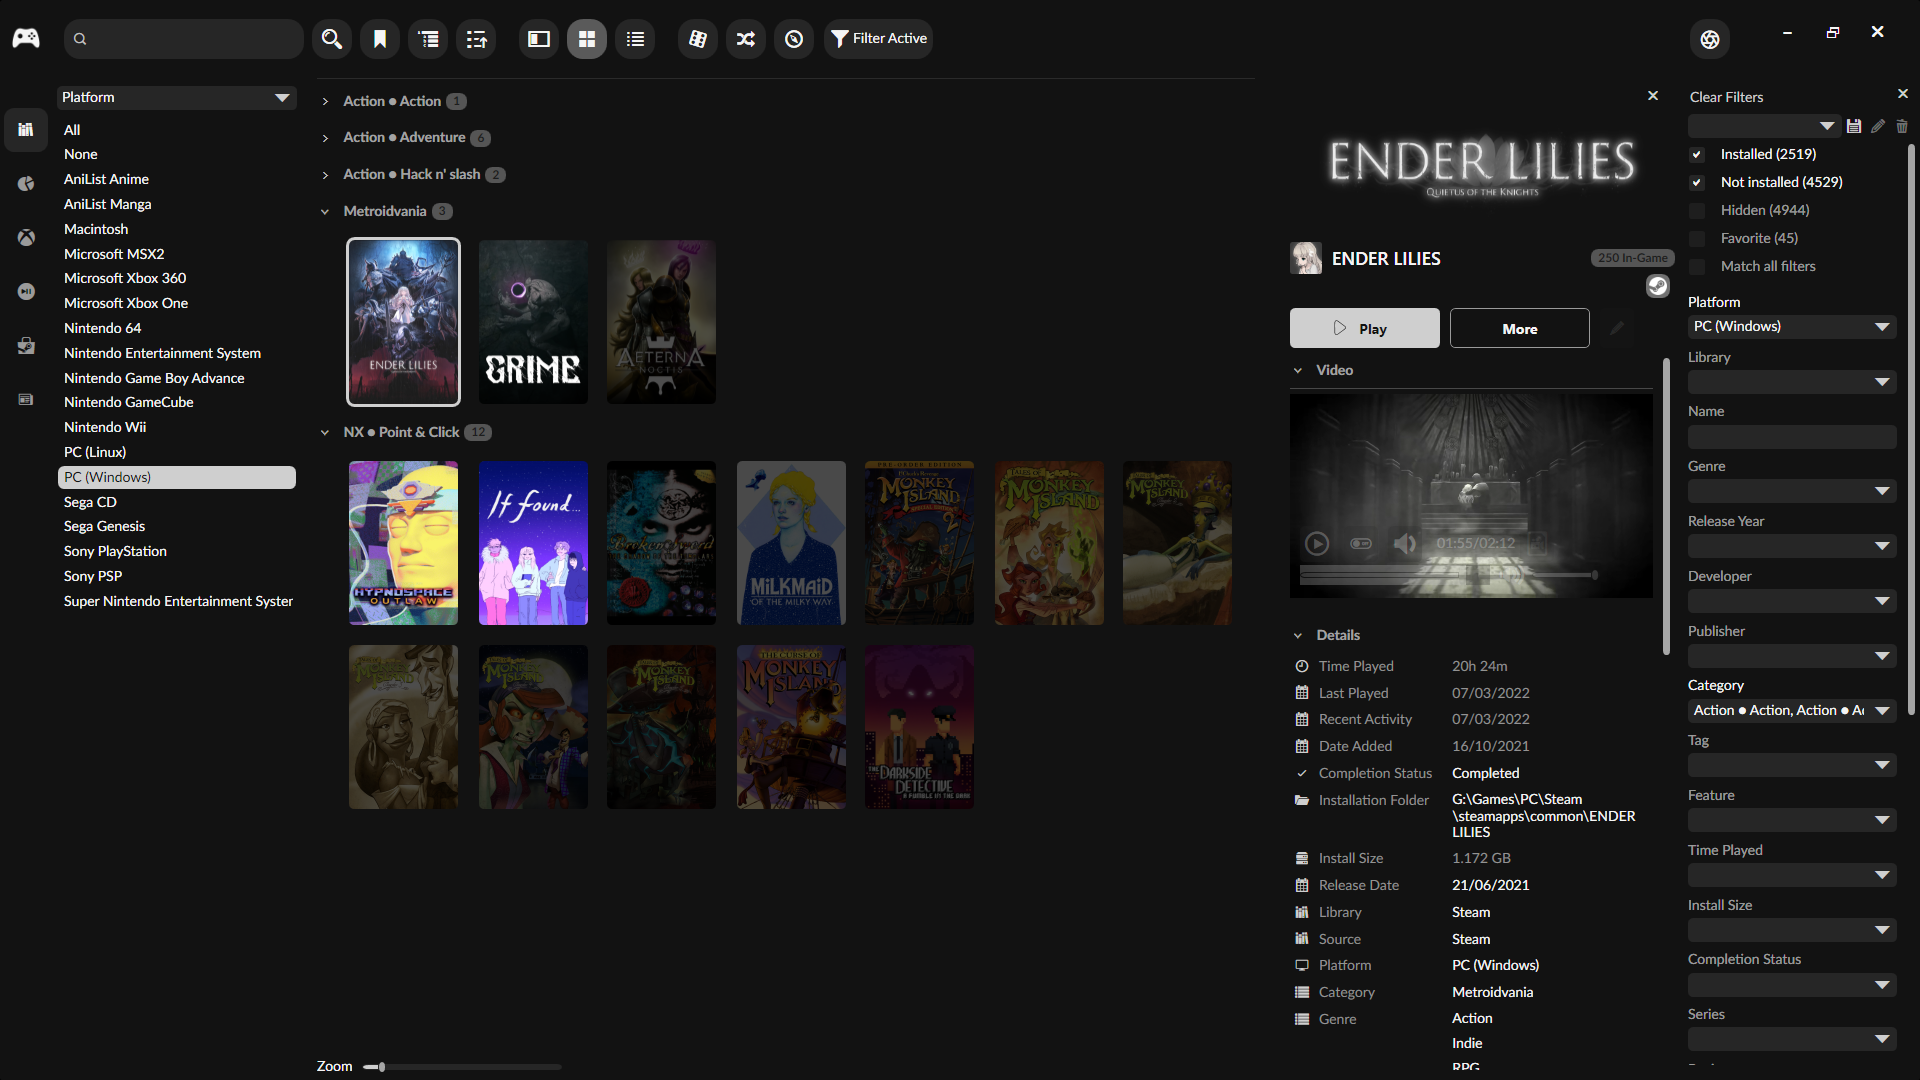 Filter Active
Platform
All
None
AniList Anime
AniList Manga
Macintosh
Microsoft MSX2
Microsoft Xbox 360
Microsoft Xbox One
Nintendo 64
Nintendo Entertainment System
Nintendo Game Boy Advance
Nintendo GameCube
Nintendo Wii
PC (Linux)
PC (Windows)
Sega CD
Sega Genesis
Sony PlayStation
Sony PSP
Super Nintendo Entertainment Syster
Action ● Action 1
Action ● Adventure 6
Action ● Hack n' slash 2
Metroidvania 3
ENDER LILIES
GRIME
AETERNA
NOCTIS
NX ● Point & Click 12
HYPNOSPACE
OUTLAW
If found...
Broken Sword
MILKMAID
OF THE MILKY WAY
PRE-ORDER EDITION
MONKEY
ISLAND
2
TALES OF
MONKEY
ISLAND
MONKEY
ISLAND
MONKEY
ISLAND
MONKEY
ISLAND
MONKEY
ISLAND
THE CURSE OF
MONKEY
ISLAND
THE
DARKSIDE
DETECTIVE
A FUMBLE IN THE DARK
Zoom
ENDER LILIES
QUIETUS OF THE KNIGHTS
ENDER LILIES
250 In-Game
Play
More
Video
01:55/02:12
Details
Time Played 20h 24m
Last Played 07/03/2022
Recent Activity 07/03/2022
Date Added 16/10/2021
Completion Status Completed
Installation Folder G:\Games\PC\Steam
\steamapps\common\ENDER
LILIES
Install Size 1.172 GB
Release Date 21/06/2021
Library Steam
Source Steam
Platform PC (Windows)
Category Metroidvania
Genre Action
Indie
RPG
Clear Filters
Installed (2519)
Not installed (4529)
Hidden (4944)
Favorite (45)
Match all filters
Platform
PC (Windows)
Library
Name
Genre
Release Year
Developer
Publisher
Category
Action ● Action, Action ● A
Tag
Feature
Time Played
Install Size
Completion Status
Series